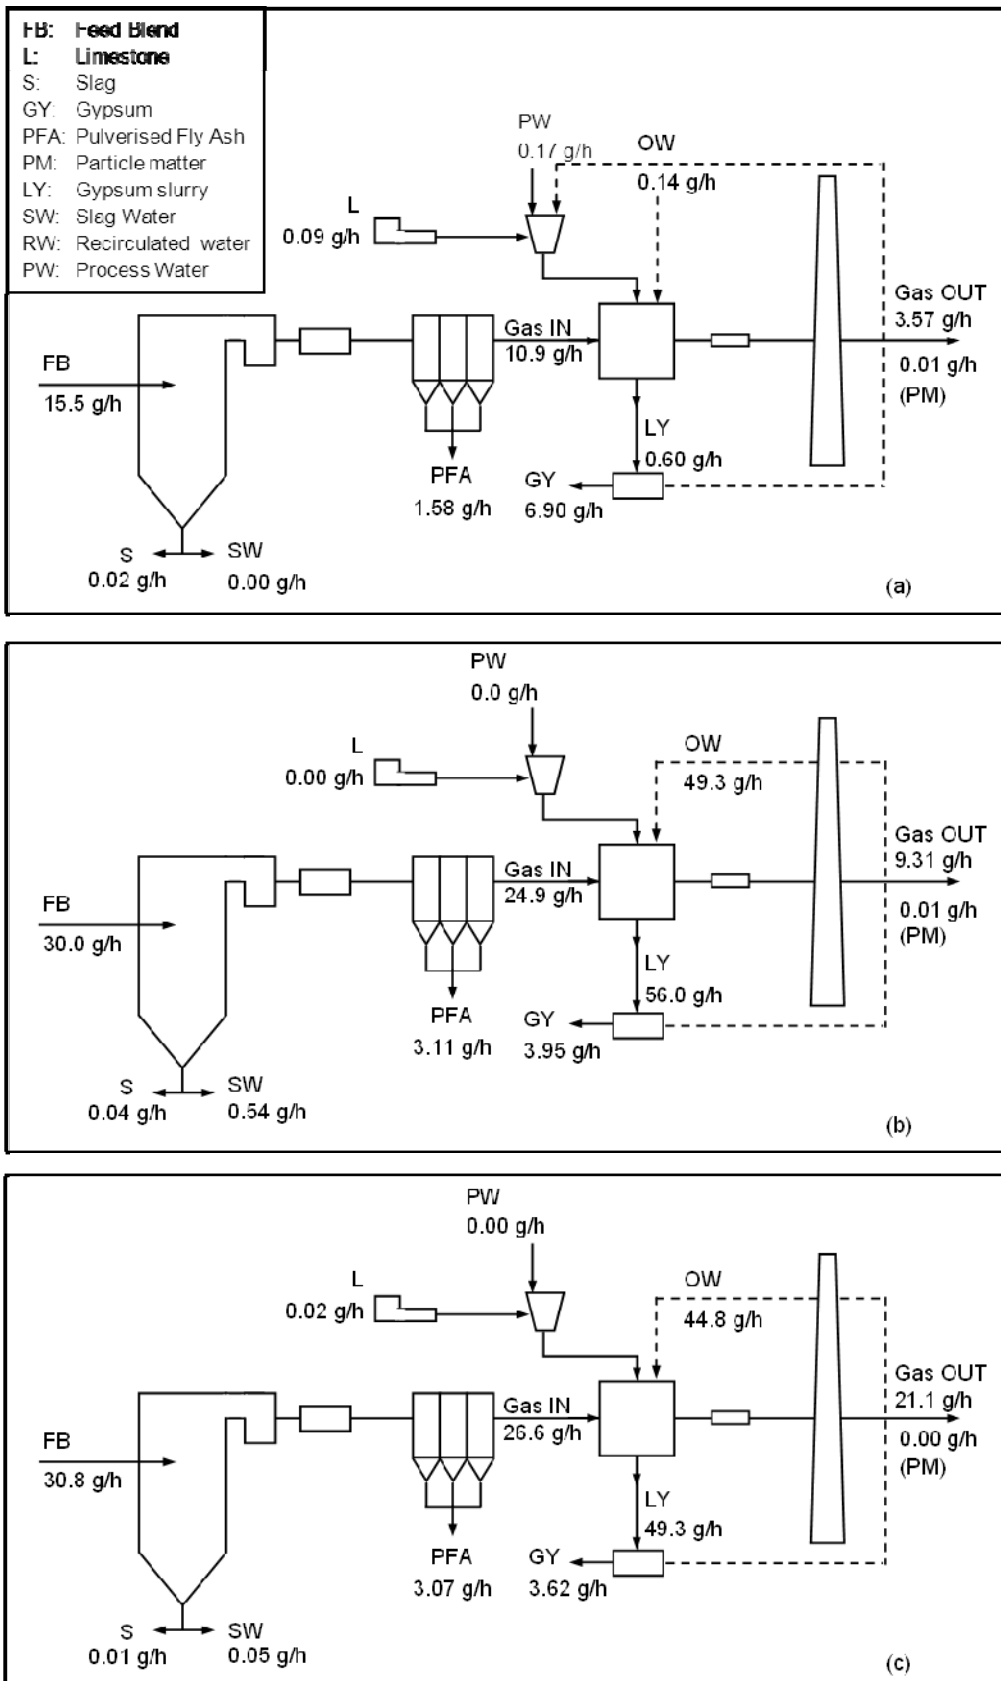 FB: Feed Blend
L: Limestone
S: Slag
GY: Gypsum
PFA: Pulverised Fly Ash
PM: Particle matter
LY: Gypsum slurry
SW: Slag Water
RW: Recirculated water
PW: Process Water
PW
0.17 g/h
OW
0.14 g/h
L
0.09 g/h
Gas OUT
3.57 g/h
Gas IN
10.9 g/h
FB
15.5 g/h
0.01 g/h
(PM)
LY
0.60 g/h
PFA
1.58 g/h
GY
6.90 g/h
S
0.02 g/h
SW
0.00 g/h
(a)
PW
0.0 g/h
L
0.00 g/h
OW
49.3 g/h
Gas OUT
9.31 g/h
Gas IN
24.9 g/h
FB
30.0 g/h
0.01 g/h
(PM)
LY
56.0 g/h
PFA
3.11 g/h
GY
3.95 g/h
S
0.04 g/h
SW
0.54 g/h
(b)
PW
0.00 g/h
L
0.02 g/h
OW
44.8 g/h
Gas OUT
21.1 g/h
Gas IN
26.6 g/h
FB
30.8 g/h
0.00 g/h
(PM)
LY
49.3 g/h
PFA
3.07 g/h
GY
3.62 g/h
S
0.01 g/h
SW
0.05 g/h
(c)